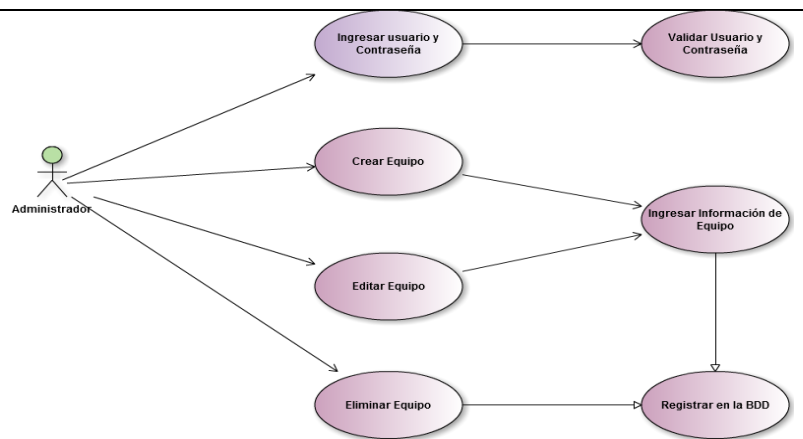 Ingresar usuario y
Contraseña
Validar Usuario y
Contraseña
Crear Equipo
Administrador
Ingresar Información de
Equipo
Editar Equipo
Eliminar Equipo
Registrar en la BDD